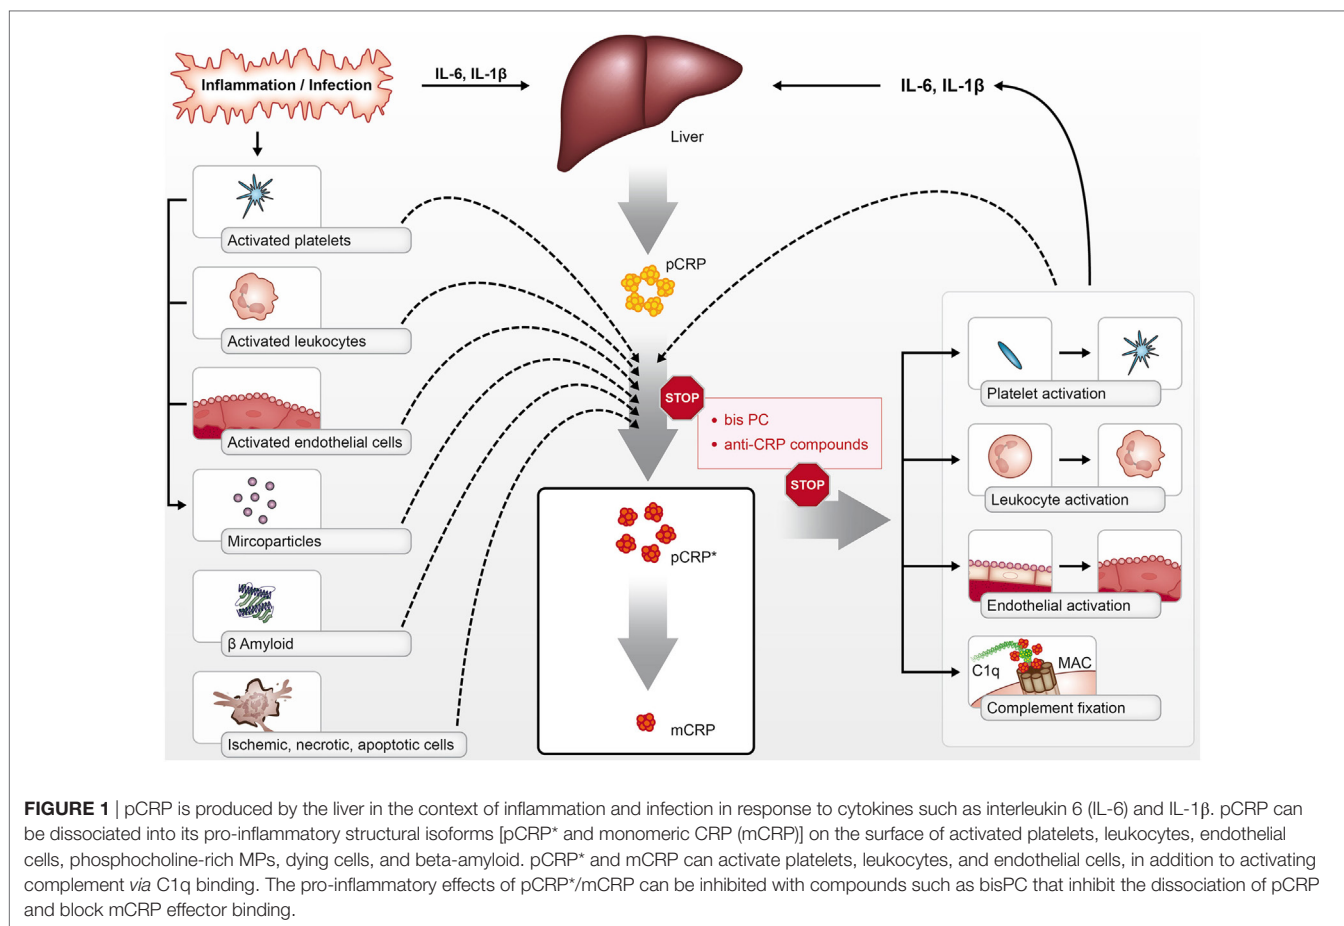 Inflammation / Infection
IL-6, IL-1β
Liver
IL-6, IL-1β
pCRP
Activated platelets
Activated leukocytes
Activated endothelial cells
Mircoparticles
β Amyloid
Ischemic, necrotic, apoptotic cells
STOP
• bis PC
• anti-CRP compounds
STOP
pCRP*
mCRP
Platelet activation
Leukocyte activation
Endothelial activation
C1q
MAC
Complement fixation
FIGURE 1 | pCRP is produced by the liver in the context of inflammation and infection in response to cytokines such as interleukin 6 (IL-6) and IL-1β. pCRP can
be dissociated into its pro-inflammatory structural isoforms [pCRP* and monomeric CRP (mCRP)] on the surface of activated platelets, leukocytes, endothelial
cells, phosphocholine-rich MPs, dying cells, and beta-amyloid. pCRP* and mCRP can activate platelets, leukocytes, and endothelial cells, in addition to activating
complement via C1q binding. The pro-inflammatory effects of pCRP*/mCRP can be inhibited with compounds such as bisPC that inhibit the dissociation of pCRP
and block mCRP effector binding.